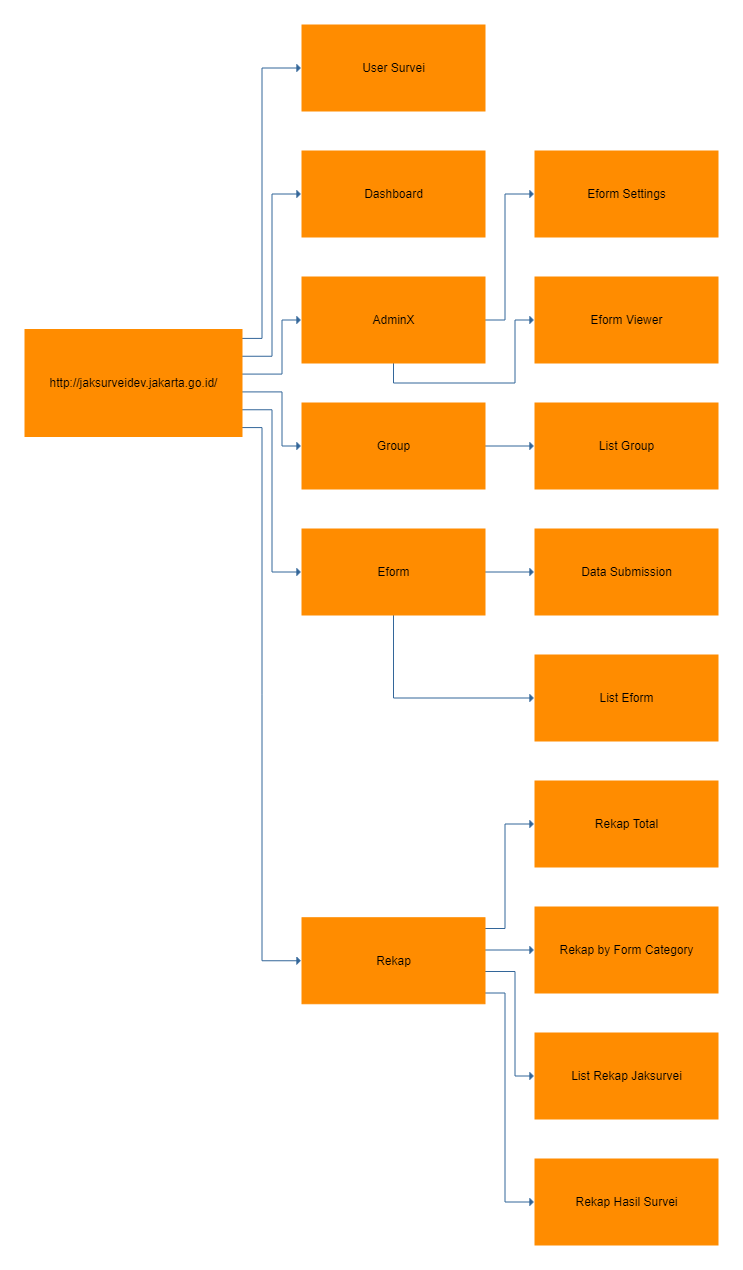 User Survei
Dashboard
Eform Settings
AdminX
Eform Viewer
http://jaksurveidev.jakarta.go.id/
Group
List Group
Eform
Data Submission
List Eform
Rekap Total
Rekap by Form Category
Rekap
List Rekap Jaksurvei
Rekap Hasil Survei